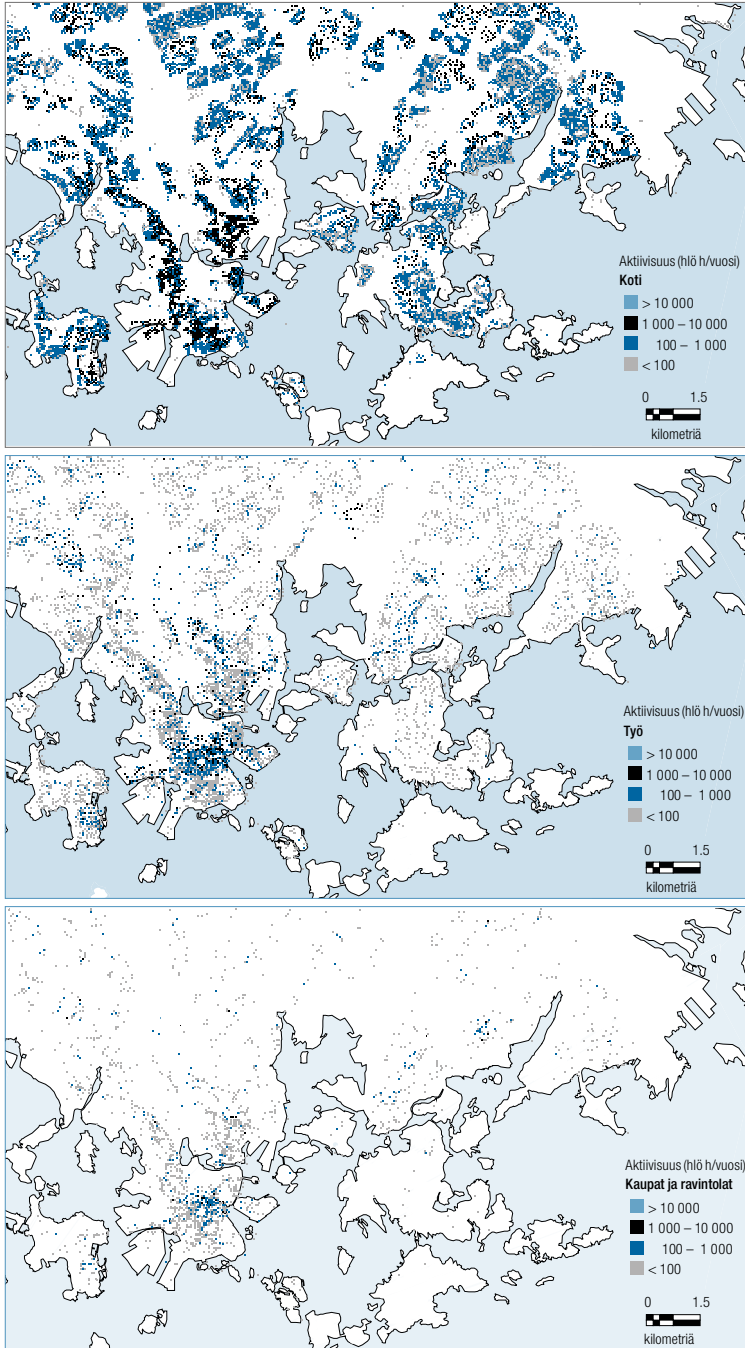 Aktiivisuus (hlö h/vuosi)
Koti
> 10 000
1 000 – 10 000
100 – 1 000
< 100
0 1.5
kilometriä
Aktiivisuus (hlö h/vuosi)
Työ
> 10 000
1 000 – 10 000
100 – 1 000
< 100
0 1.5
kilometriä
Aktiivisuus (hlö h/vuosi)
Kaupat ja ravintolat
> 10 000
1 000 – 10 000
100 – 1 000
< 100
0 1.5
kilometriä